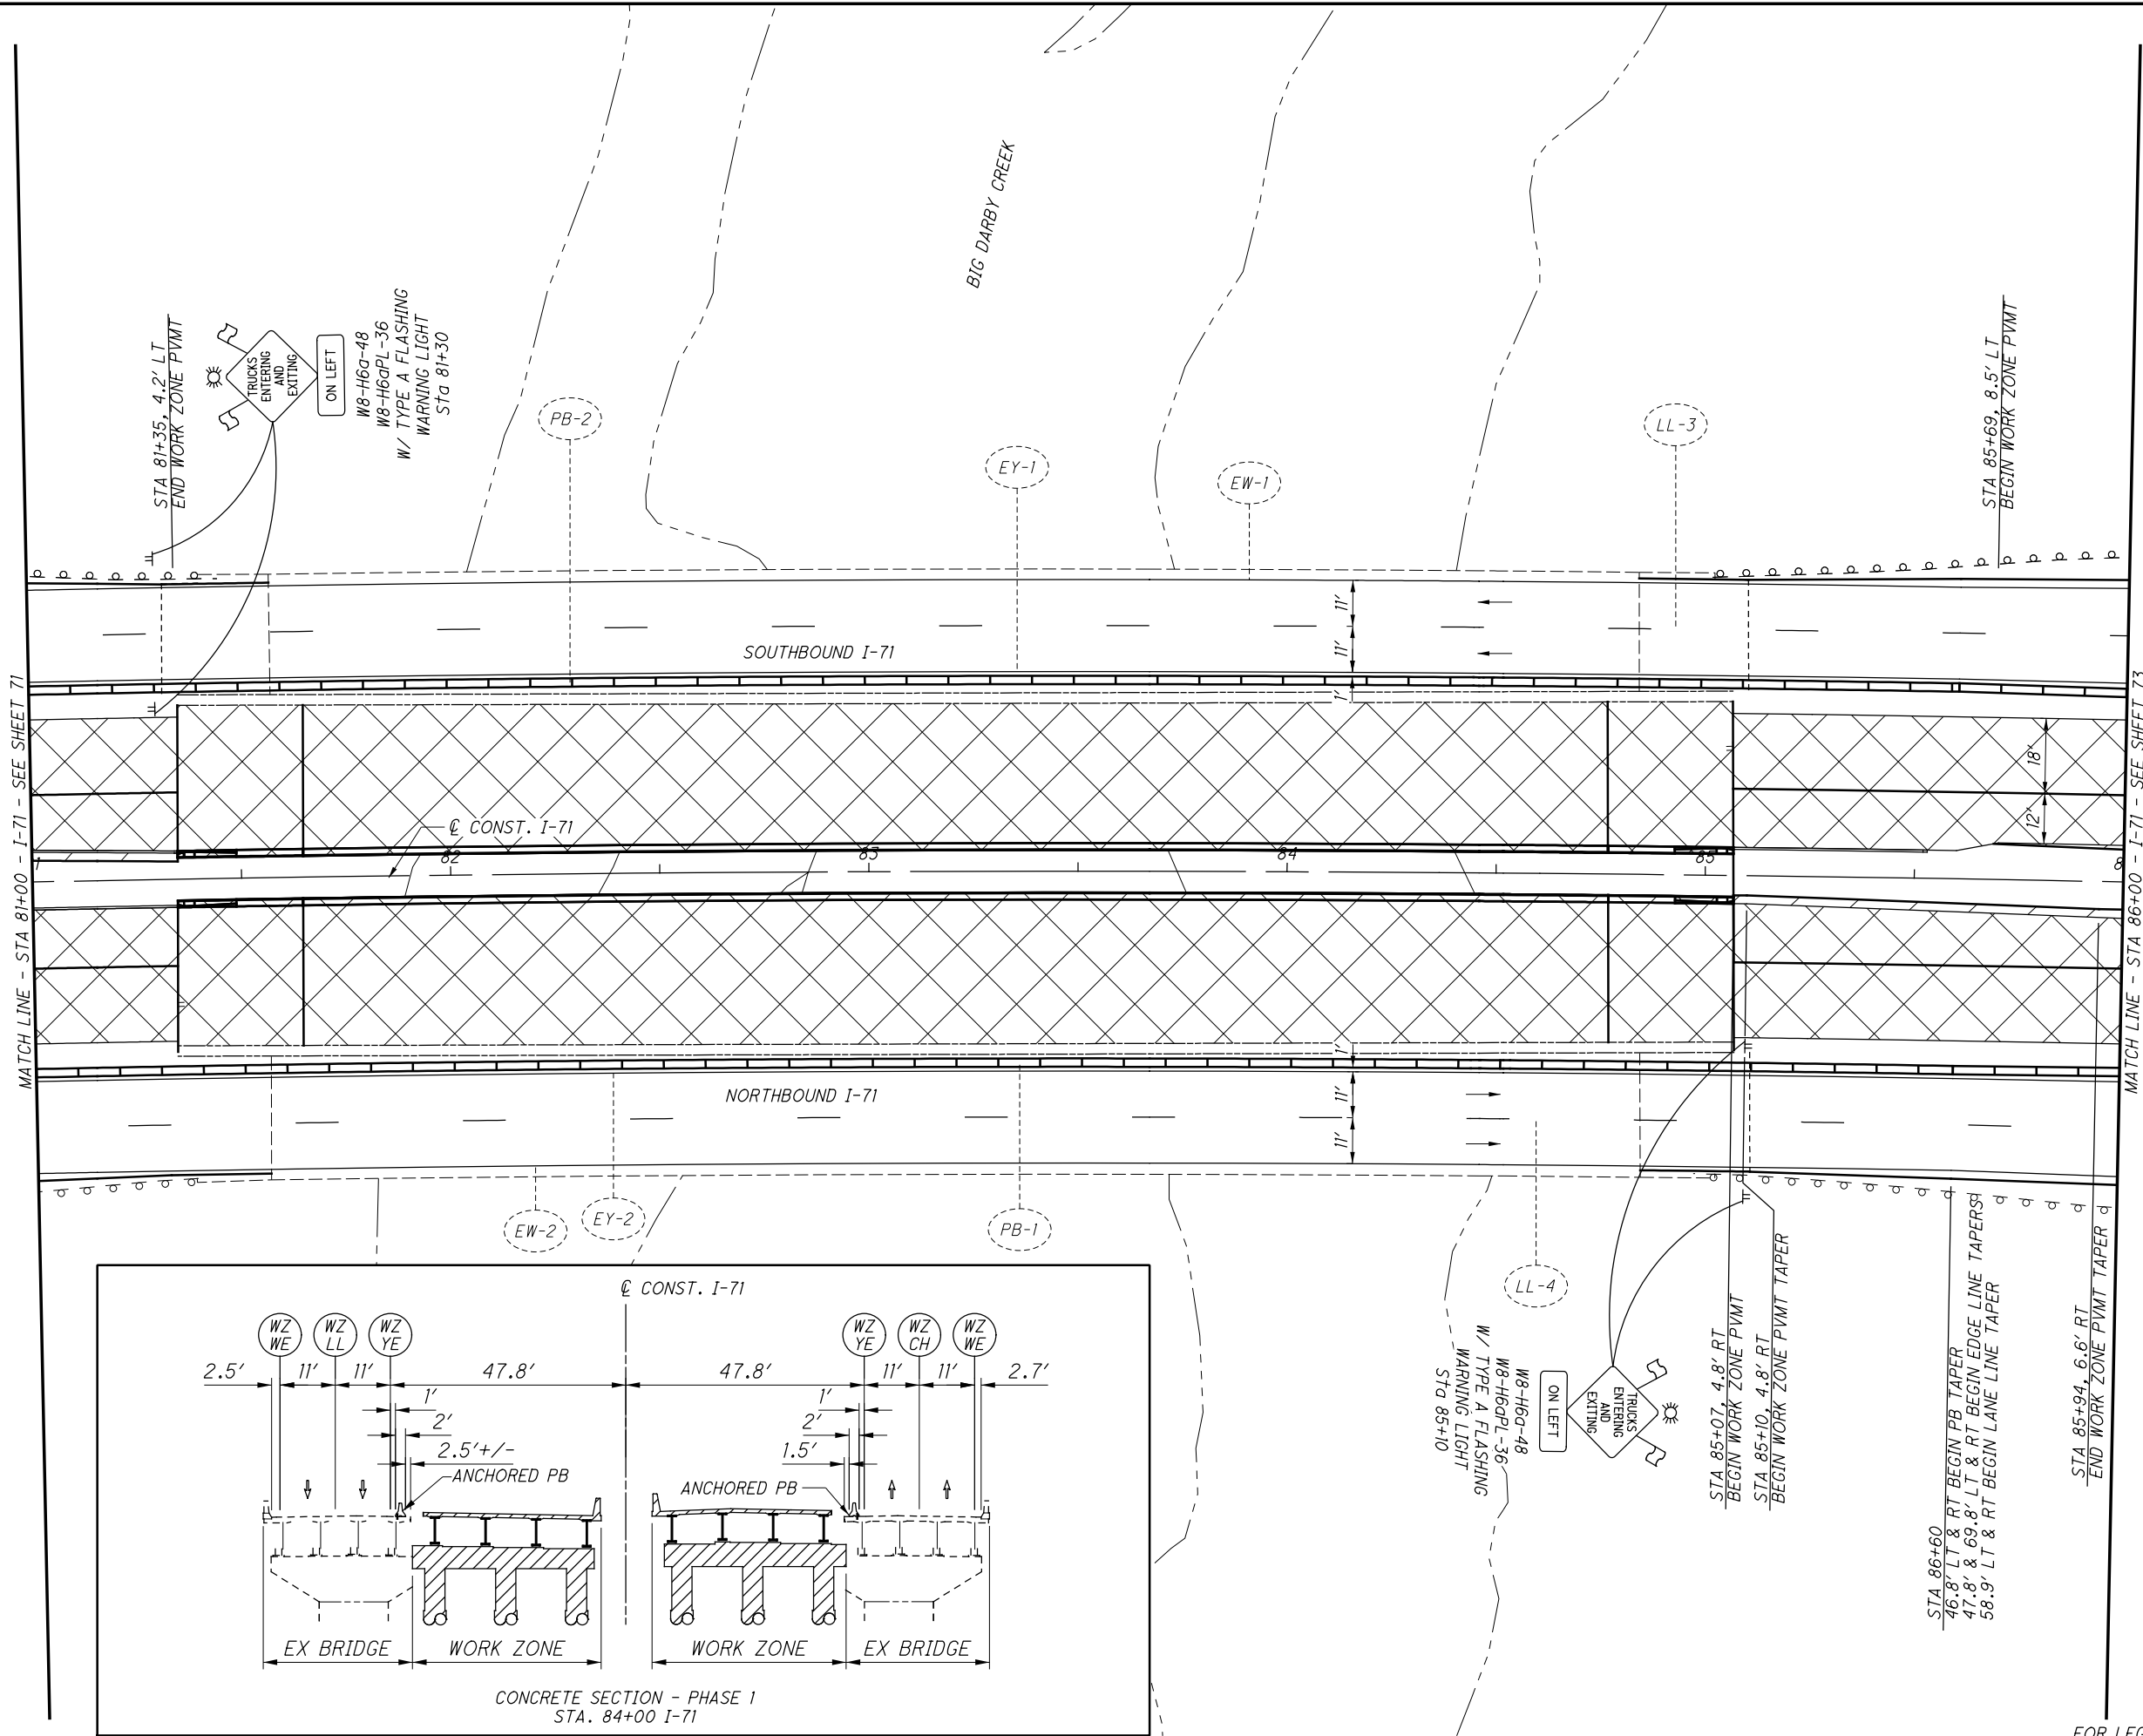 BIG DARBY CREEK
STA 81+35, 4.2' LT
END WORK ZONE PVMT
TRUCKS
ENTERING
AND
EXITING
ON LEFT
W8-H6a-48
W8-H6aPL-36
W/ TYPE A FLASHING
WARNING LIGHT
Sta 81+30
PB-2
EY-1
EW-1
LL-3
STA 85+69, 8.5' LT
BEGIN WORK ZONE PVMT
11'
11'
1'
SOUTHBOUND I-71
MATCH LINE - STA 81+00 - I-71 - SEE SHEET 71
MATCH LINE - STA 86+00 - I-71 - SEE SHEET 73
18'
12'
℄ CONST. I-71
1
82
83
84
85
8
1'
11'
11'
NORTHBOUND I-71
EW-2
EY-2
PB-1
LL-4
W8-H6a-48
W8-H6aPL-36
W/ TYPE A FLASHING
WARNING LIGHT
Sta 85+10
ON LEFT
TRUCKS
ENTERING
AND
EXITING
STA 85+07, 4.8' RT
BEGIN WORK ZONE PVMT
STA 85+10, 4.8' RT
BEGIN WORK ZONE PVMT TAPER
STA 86+60
46.8' LT & RT BEGIN PB TAPER
47.8' & 69.8' LT & RT BEGIN EDGE LINE TAPERS
58.9' LT & RT BEGIN LANE LINE TAPER
STA 85+94, 6.6' RT
END WORK ZONE PVMT TAPER
℄ CONST. I-71
WZ
WE
WZ
LL
WZ
YE
WZ
YE
WZ
CH
WZ
WE
2.5'
11'
11'
47.8'
47.8'
11'
11'
2.7'
1'
2'
2.5'+/-
ANCHORED PB
1'
2'
1.5'
ANCHORED PB
EX BRIDGE
WORK ZONE
WORK ZONE
EX BRIDGE
CONCRETE SECTION - PHASE 1
STA. 84+00 I-71